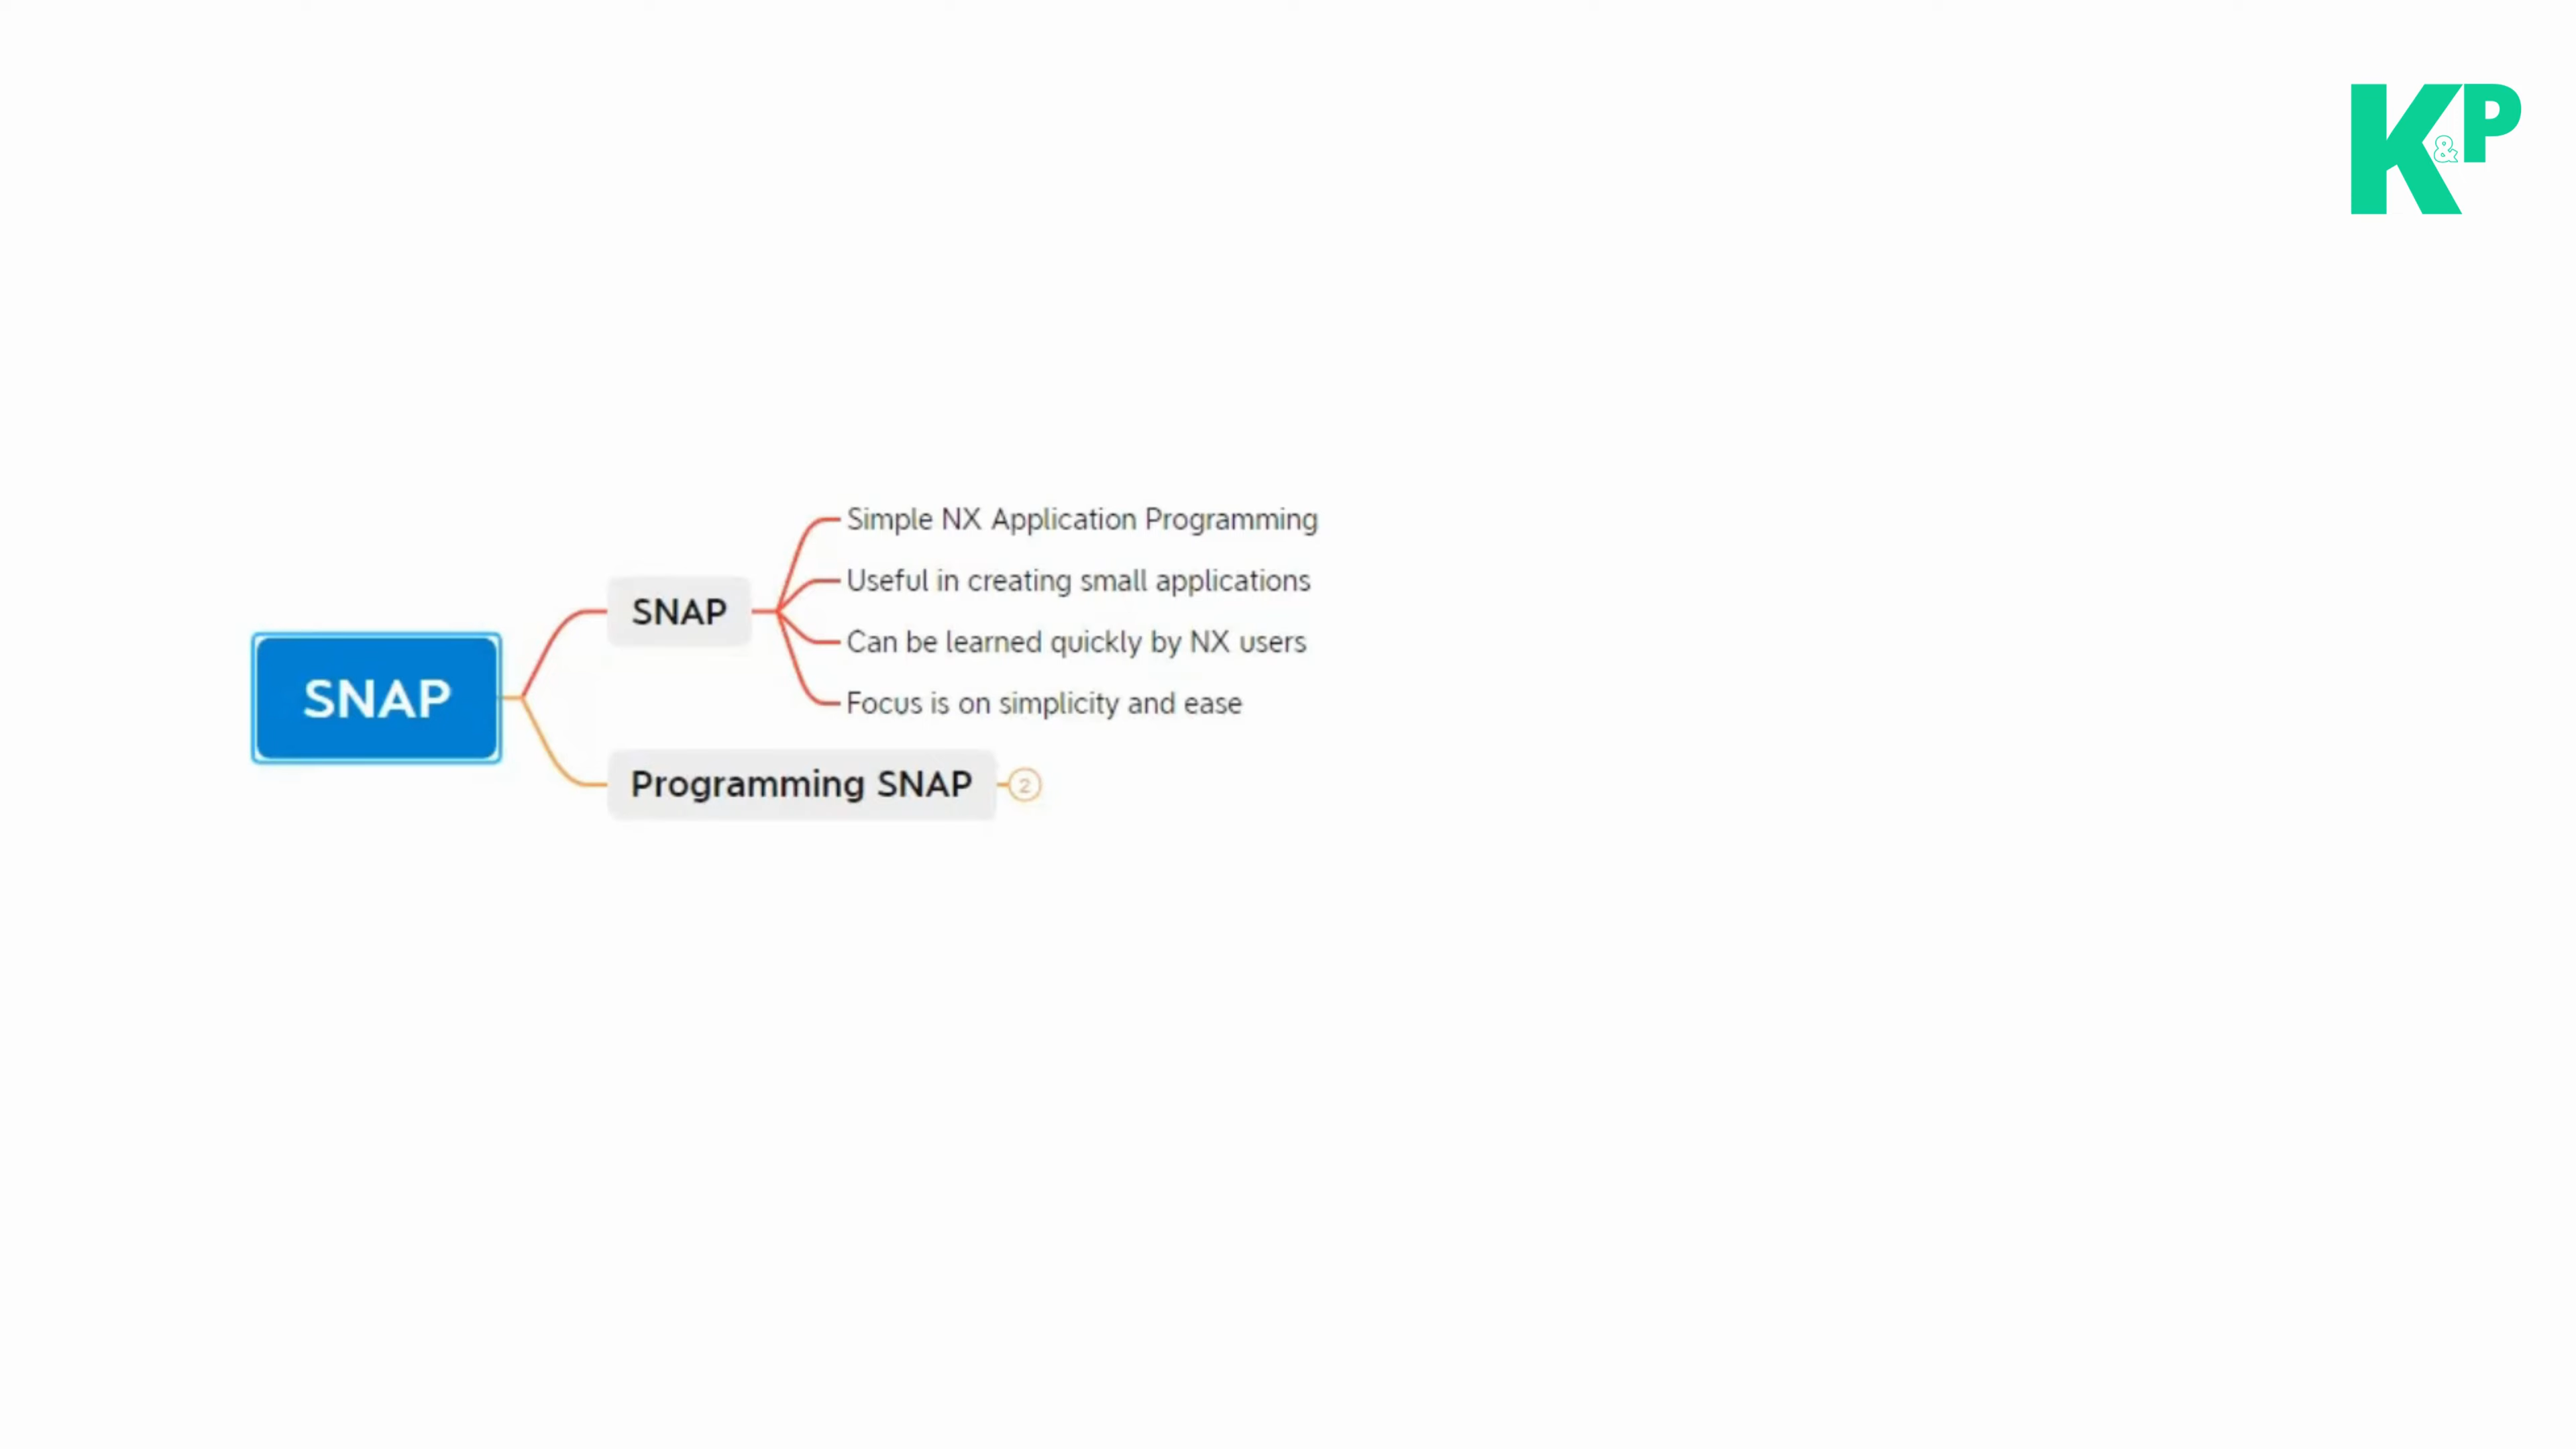 K&P
Simple NX Application Programming
Useful in creating small applications
SNAP
Can be learned quickly by NX users
SNAP
Focus is on simplicity and ease
Programming SNAP 2